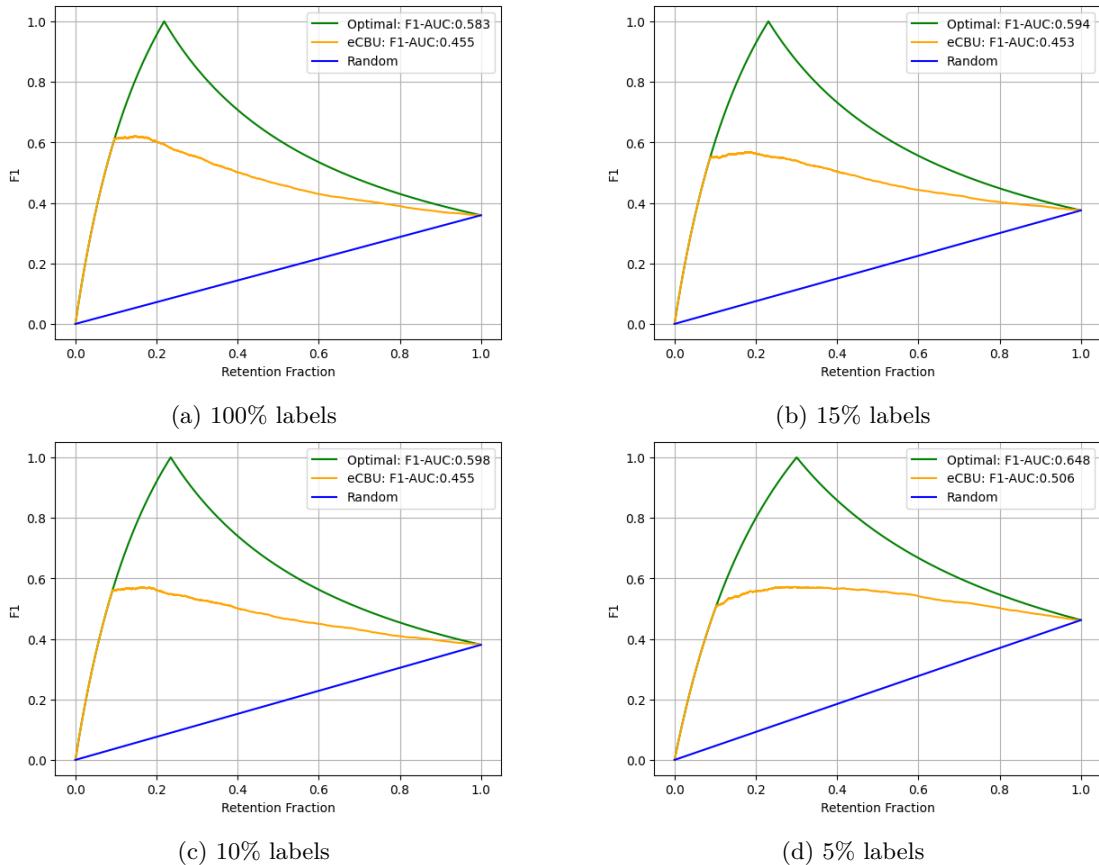 1.0
0.8
0.6
0.4
0.2
0.0
F1
0.0 0.2 0.4 0.6 0.8 1.0
Retention Fraction
Optimal: F1-AUC:0.583
eCBU: F1-AUC:0.455
Random
(a) 100% labels
1.0
0.8
0.6
0.4
0.2
0.0
F1
0.0 0.2 0.4 0.6 0.8 1.0
Retention Fraction
Optimal: F1-AUC:0.594
eCBU: F1-AUC:0.453
Random
(b) 15% labels
1.0
0.8
0.6
0.4
0.2
0.0
F1
0.0 0.2 0.4 0.6 0.8 1.0
Retention Fraction
Optimal: F1-AUC:0.598
eCBU: F1-AUC:0.455
Random
(c) 10% labels
1.0
0.8
0.6
0.4
0.2
0.0
F1
0.0 0.2 0.4 0.6 0.8 1.0
Retention Fraction
Optimal: F1-AUC:0.648
eCBU: F1-AUC:0.506
Random
(d) 5% labels